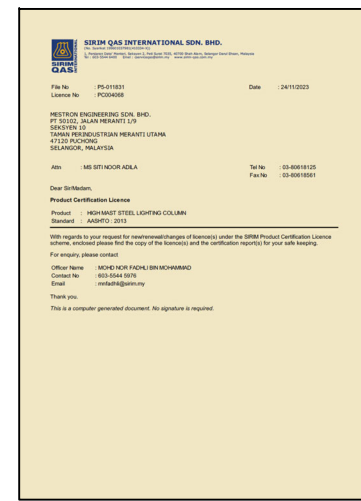 SIRIM QAS INTERNATIONAL SDN. BHD.
SIRIM
QAS
File No : P5-011831 Date : 24/11/2023
Licence No : PC004068
MESTRON ENGINEERING SDN. BHD.
PT 50102, JALAN MERANTI 1/9
SEKSYEN 10
TAMAN PERINDUSTRIAN MERANTI UTAMA
47120 PUCHONG
SELANGOR, MALAYSIA
Attn : MS SITI NOOR ADILA Tel No : 03-80618125
Fax No : 03-80618561
Dear Sir/Madam,
Product Certification Licence
Product : HIGH MAST STEEL LIGHTING COLUMN
Standard : AASHTO : 2013
With regards to your request for new/renewal/changes of licence(s) under the SIRIM Product Certification Licence
scheme, enclosed please find the copy of the licence(s) and the certification report(s) for your safe keeping.
For enquiry, please contact
Officer Name : MOHD NOR FADHLI BIN MOHAMMAD
Contact No : 603-5544 5976
Email : mnfadhli@sirim.my
Thank you.
This is a computer generated document. No signature is required.